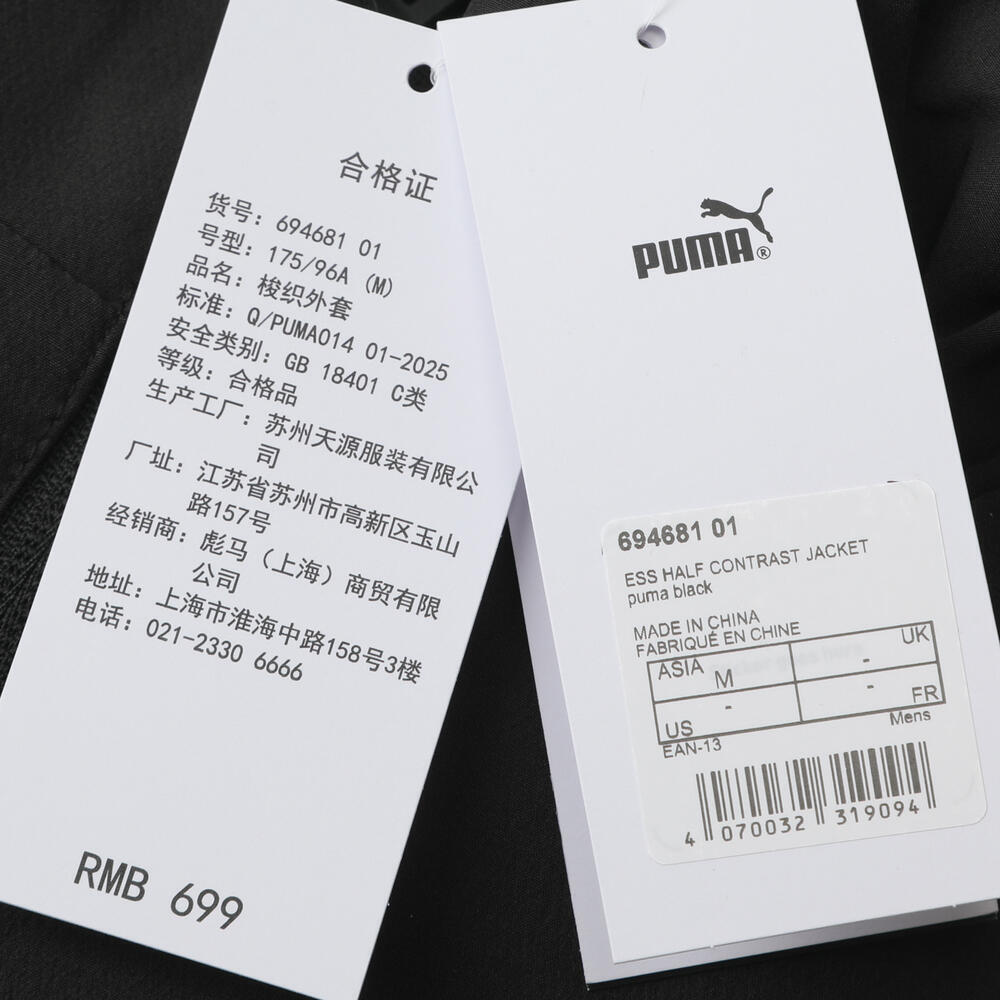 合格证
货号: 694681 01
号型: 175/96A (M)
品名: 梭织外套
标准: Q/PUMA014 01-2025
安全类别: GB 18401 C类
等级: 合格品
生产工厂: 苏州天源服装有限公
司
厂址: 江苏省苏州市高新区玉山
路157号
经销商: 彪马（上海）商贸有限
公司
地址: 上海市淮海中路158号3楼
电话: 021-2330 6666
RMB 699
PUMA®
694681 01
ESS HALF CONTRAST JACKET
puma black
MADE IN CHINA
FABRIQUÉ EN CHINE
ASIA M - UK
US - - FR
EAN-13 Mens
4 070032 319094